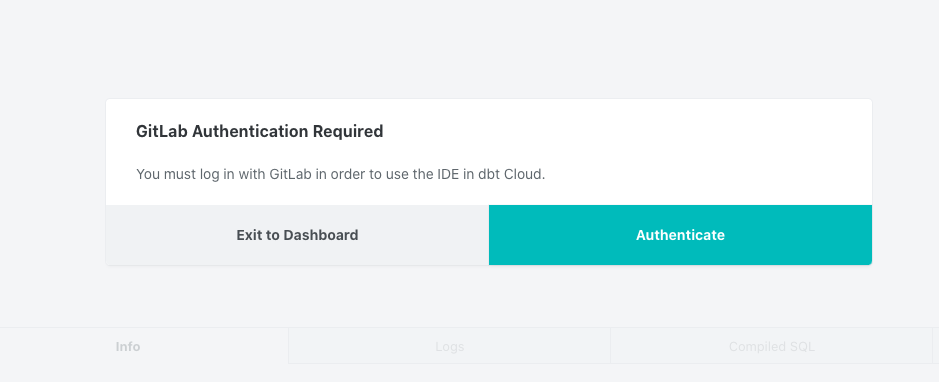 GitLab Authentication Required
You must log in with GitLab in order to use the IDE in dbt Cloud.
Exit to Dashboard
Authenticate
Info
Logs
Compiled SQL